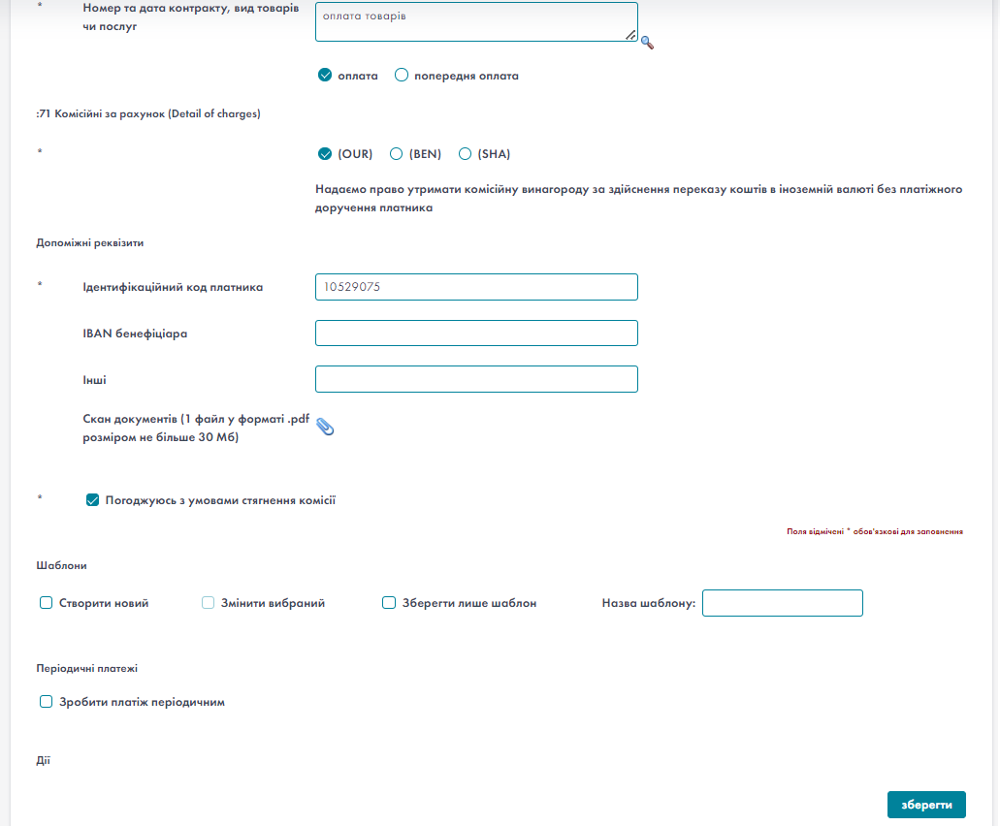 * Номер та дата контракту, вид товарів
чи послуг
оплата товарів
оплата попередня оплата
:71 Комісійні за рахунок (Detail of charges)
* (OUR) (BEN) (SHA)
Надаємо право утримати комісійну винагороду за здійснення переказу коштів в іноземній валюті без платіжного
доручення платника
Допоміжні реквізити
* Ідентифікаційний код платника 10529075
IBAN бенефіціара
Інші
Скан документів (1 файл у форматі .pdf
розміром не більше 30 Мб)
* Погоджуюсь з умовами стягнення комісії
Поля відмічені * обов'язкові для заповнення
Шаблони
Створити новий Змінити вибраний Зберегти лише шаблон Назва шаблону:
Періодичні платежі
Зробити платіж періодичним
Дії
зберегти